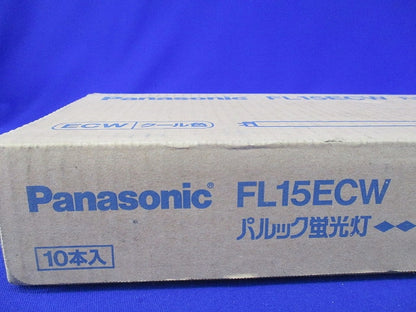 Panasonic FL15ECW
ECW クール色
Panasonic® FL15ECW
パルック蛍光灯
10本入